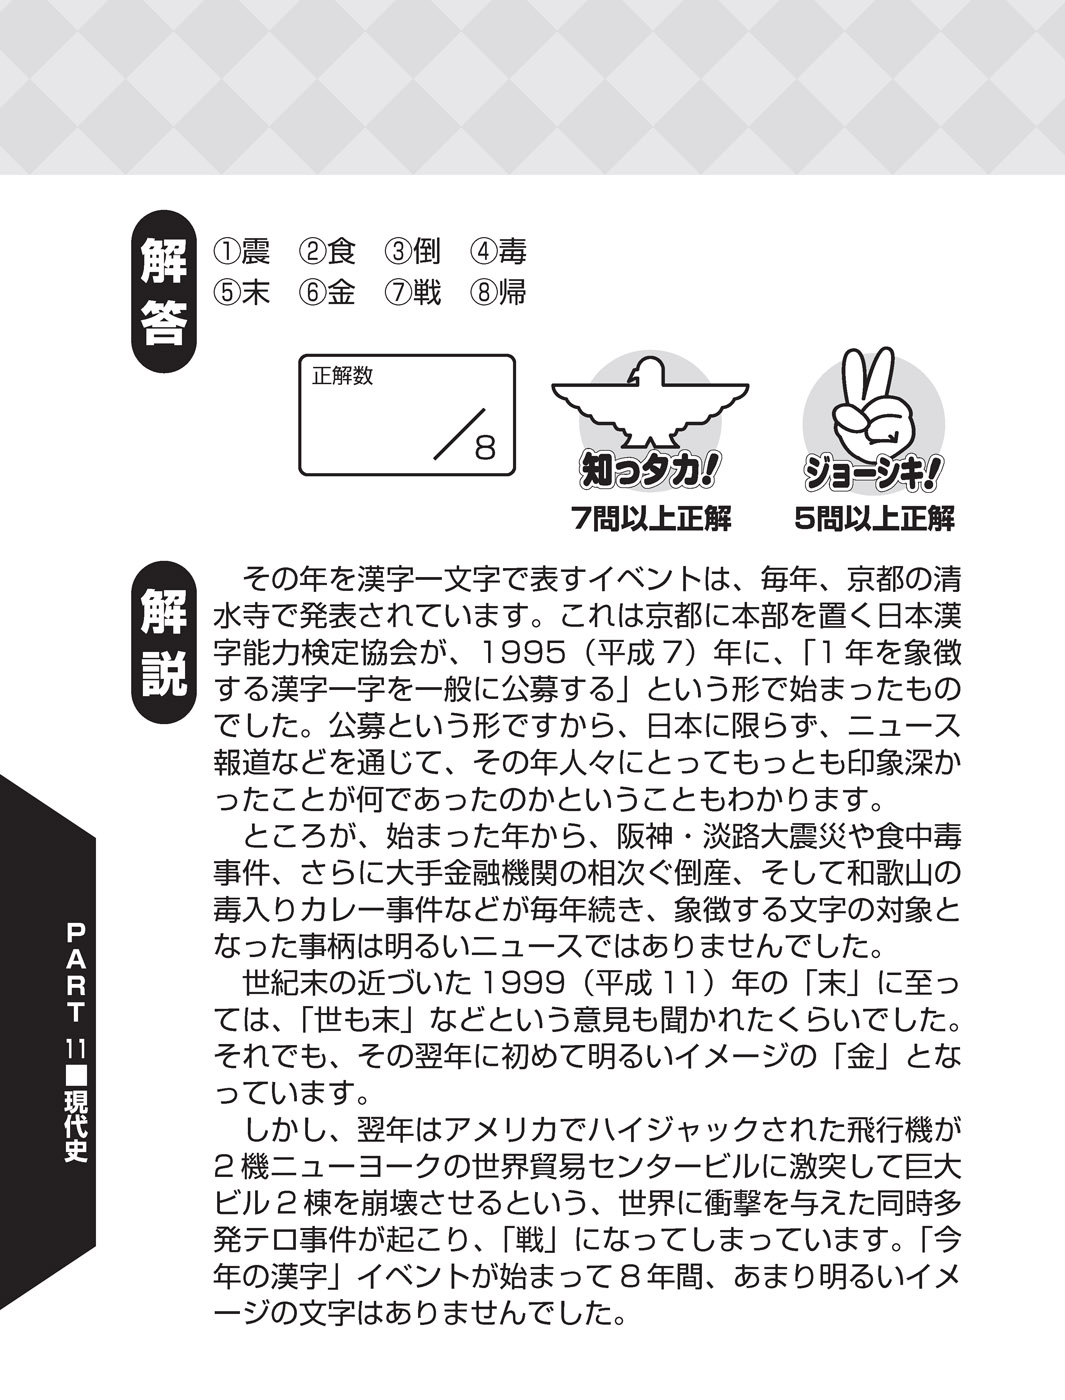 解答
①震　②食　③倒　④毒
⑤末　⑥金　⑦戦　⑧帰
正解数
／8
知っタカ！
7問以上正解
ジョーシキ！
5問以上正解
解説
　その年を漢字一文字で表すイベントは、毎年、京都の清
水寺で発表されています。これは京都に本部を置く日本漢
字能力検定協会が、1995（平成7）年に、「1年を象徴
する漢字一字を一般に公募する」という形で始まったもの
でした。公募という形ですから、日本に限らず、ニュース
報道などを通じて、その年人々にとってもっとも印象深か
ったことが何であったのかということもわかります。
　ところが、始まった年から、阪神・淡路大震災や食中毒
事件、さらに大手金融機関の相次ぐ倒産、そして和歌山の
毒入りカレー事件などが毎年続き、象徴する文字の対象と
なった事柄は明るいニュースではありませんでした。
　世紀末の近づいた1999（平成11）年の「末」に至っ
ては、「世も末」などという意見も聞かれたくらいでした。
それでも、その翌年に初めて明るいイメージの「金」とな
っています。
　しかし、翌年はアメリカでハイジャックされた飛行機が
2機ニューヨークの世界貿易センタービルに激突して巨大
ビル2棟を崩壊させるという、世界に衝撃を与えた同時多
発テロ事件が起こり、「戦」になってしまっています。「今
年の漢字」イベントが始まって8年間、あまり明るいイメ
ージの文字はありませんでした。
PART 11■現代史